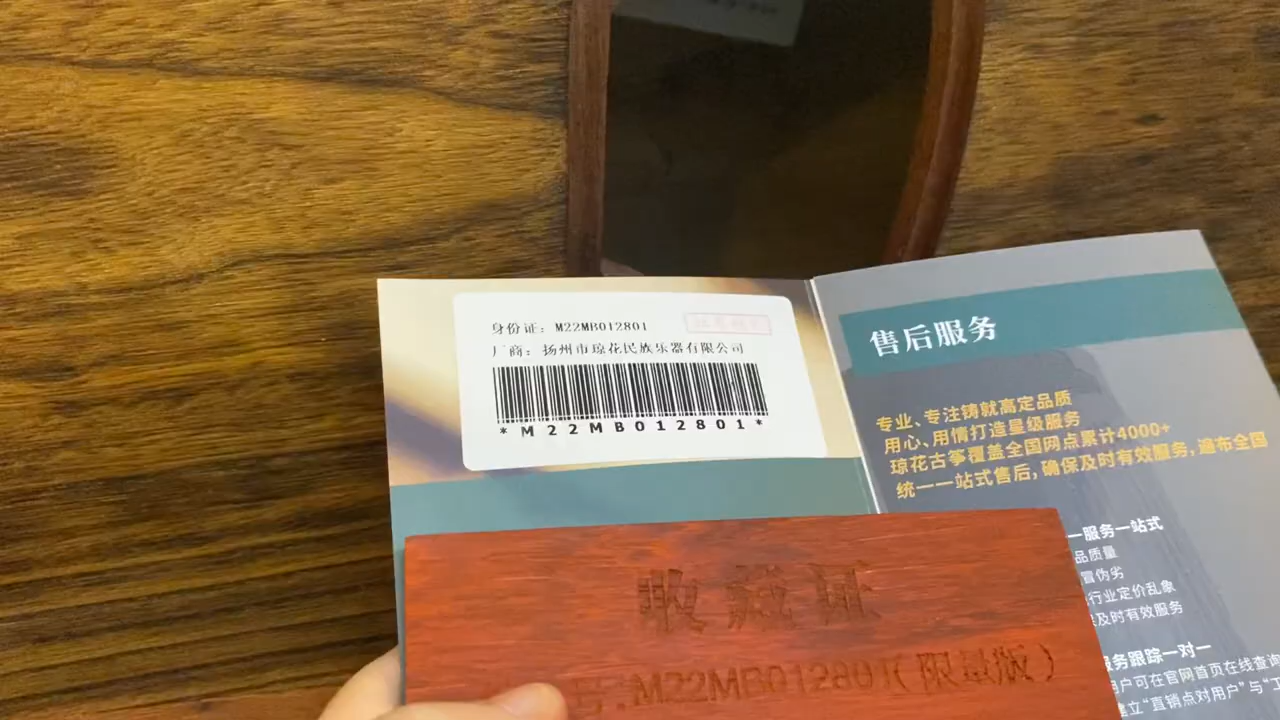 身份证: M22MB012801
厂商: 扬州市琼花民族乐器有限公司
*M22MB012801*
售后服务
专业、专注铸就高定品质
用心、用情打造星级服务
琼花古筝覆盖全国网点累计4000+
统一一站式售后, 确保及时有效服务, 遍布全国
一服务一站式
品质量
冒伪劣
行业定价乱象
及时有效服务
务跟踪一对一
户可在官网首页在线查询
建立“直销点对用户”与“工
收藏证
号:M22MB012801(限量版)